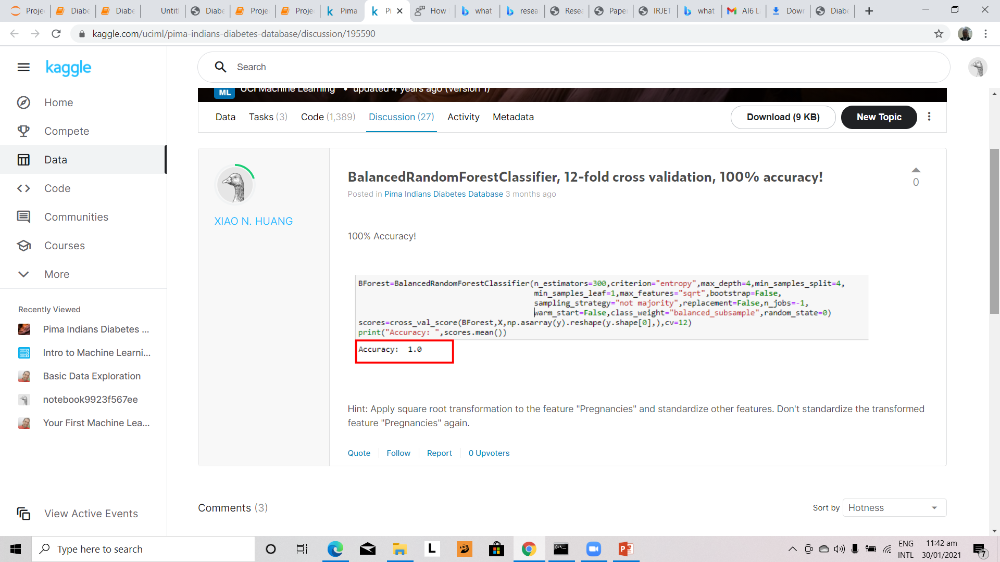 Proje
Diabe
Diabe
Untitl
Diabe
Proje
Proje
Pima
Pi
How
what
resea
Resea
Paper
IRJET
what
AI6 L
Down
Diabe
kaggle.com/uciml/pima-indians-diabetes-database/discussion/195590
kaggle
Search
Home
Compete
Data
Code
Communities
Courses
More
Recently Viewed
Pima Indians Diabetes ...
Intro to Machine Learni...
Basic Data Exploration
notebook9923f567ee
Your First Machine Lea...
View Active Events
ML UCI Machine Learning • updated 4 years ago (Version 1)
Data Tasks (3) Code (1,389) Discussion (27) Activity Metadata Download (9 KB) New Topic
XIAO N. HUANG
BalancedRandomForestClassifier, 12-fold cross validation, 100% accuracy!
Posted in Pima Indians Diabetes Database 3 months ago
0
100% Accuracy!
BForest=BalancedRandomForestClassifier(n_estimators=300,criterion="entropy",max_depth=4,min_samples_split=4,
min_samples_leaf=1,max_features="sqrt",bootstrap=False,
sampling_strategy="not majority",replacement=False,n_jobs=-1,
warm_start=False,class_weight="balanced_subsample",random_state=0)
scores=cross_val_score(BForest,X,np.asarray(y).reshape(y.shape[0],),cv=12)
print("Accuracy: ",scores.mean())
Accuracy:  1.0
Hint: Apply square root transformation to the feature "Pregnancies" and standardize other features. Don't standardize the transformed
feature "Pregnancies" again.
Quote Follow Report 0 Upvoters
Comments (3)
Sort by Hotness
Type here to search
L
ENG
INTL
11:42 am
30/01/2021
7